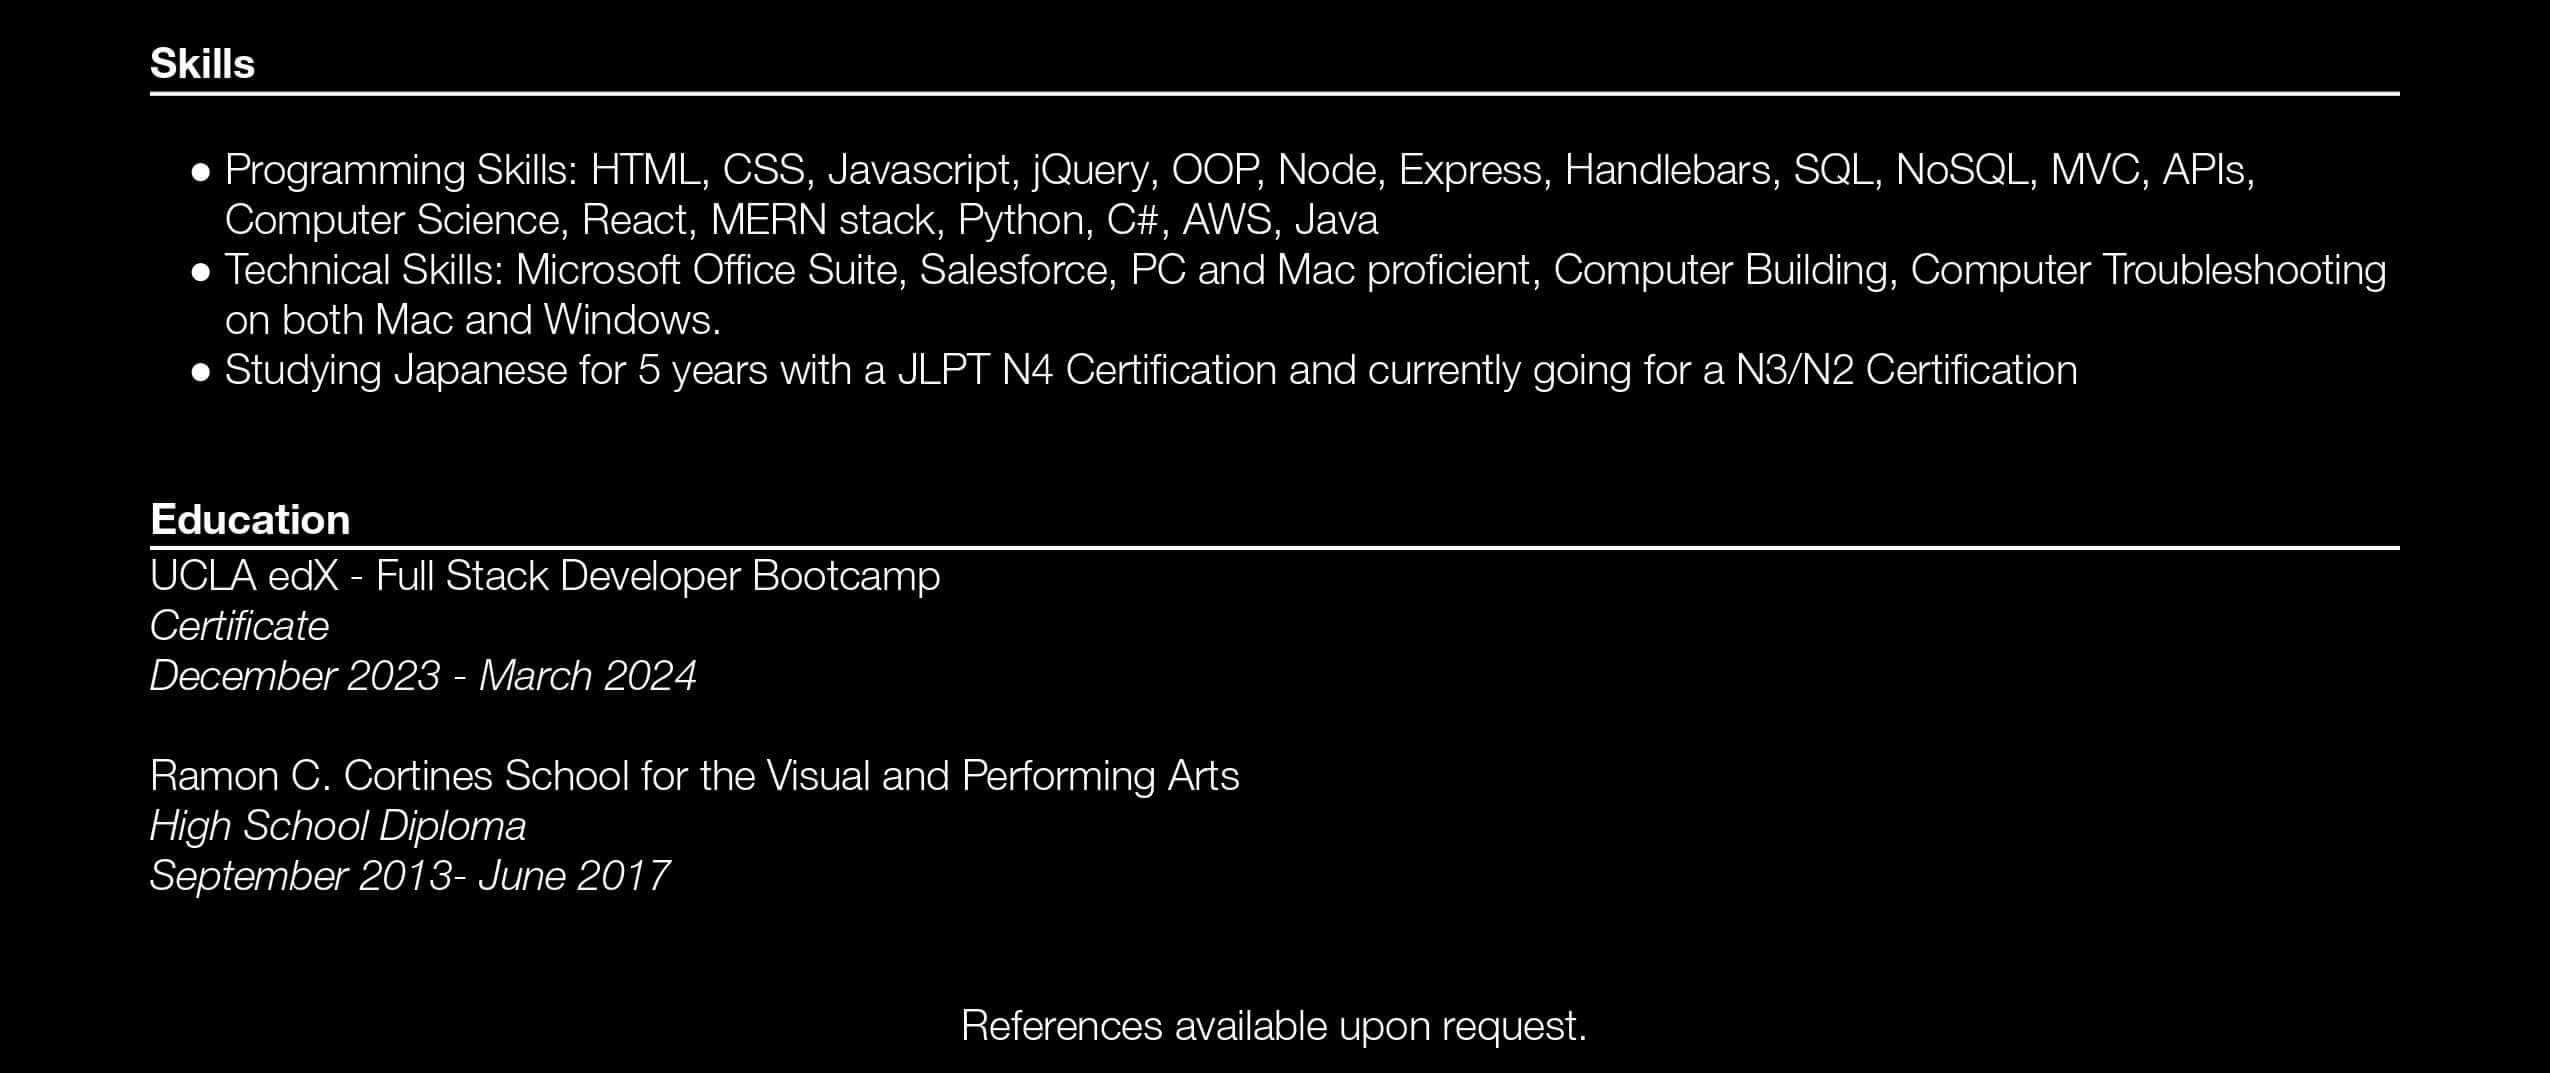 Skills
● Programming Skills: HTML, CSS, Javascript, jQuery, OOP, Node, Express, Handlebars, SQL, NoSQL, MVC, APIs,
Computer Science, React, MERN stack, Python, C#, AWS, Java
● Technical Skills: Microsoft Office Suite, Salesforce, PC and Mac proficient, Computer Building, Computer Troubleshooting
on both Mac and Windows.
● Studying Japanese for 5 years with a JLPT N4 Certification and currently going for a N3/N2 Certification
Education
UCLA edX - Full Stack Developer Bootcamp
Certificate
December 2023 - March 2024
Ramon C. Cortines School for the Visual and Performing Arts
High School Diploma
September 2013- June 2017
References available upon request.